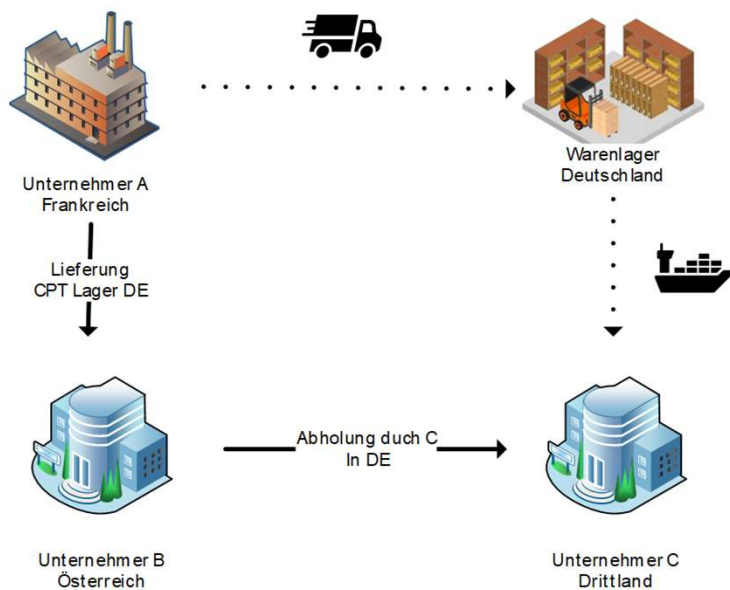 Unternehmer A
Frankreich
Warenlager
Deutschland
Lieferung
CPT Lager DE
Abholung duch C
In DE
Unternehmer B
Österreich
Unternehmer C
Drittland